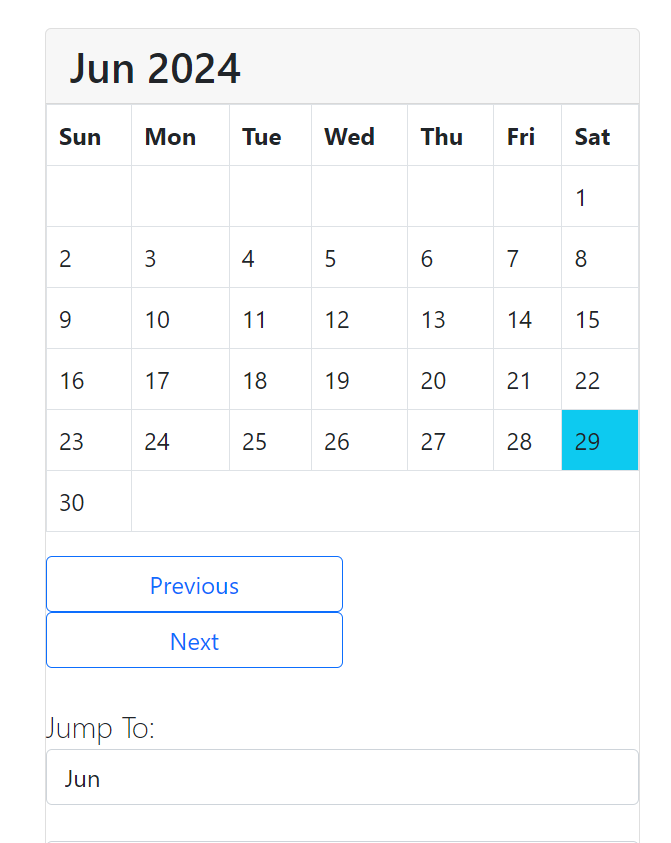 Jun 2024
Sun Mon Tue Wed Thu Fri Sat
1
2 3 4 5 6 7 8
9 10 11 12 13 14 15
16 17 18 19 20 21 22
23 24 25 26 27 28 29
30
Previous
Next
Jump To:
Jun